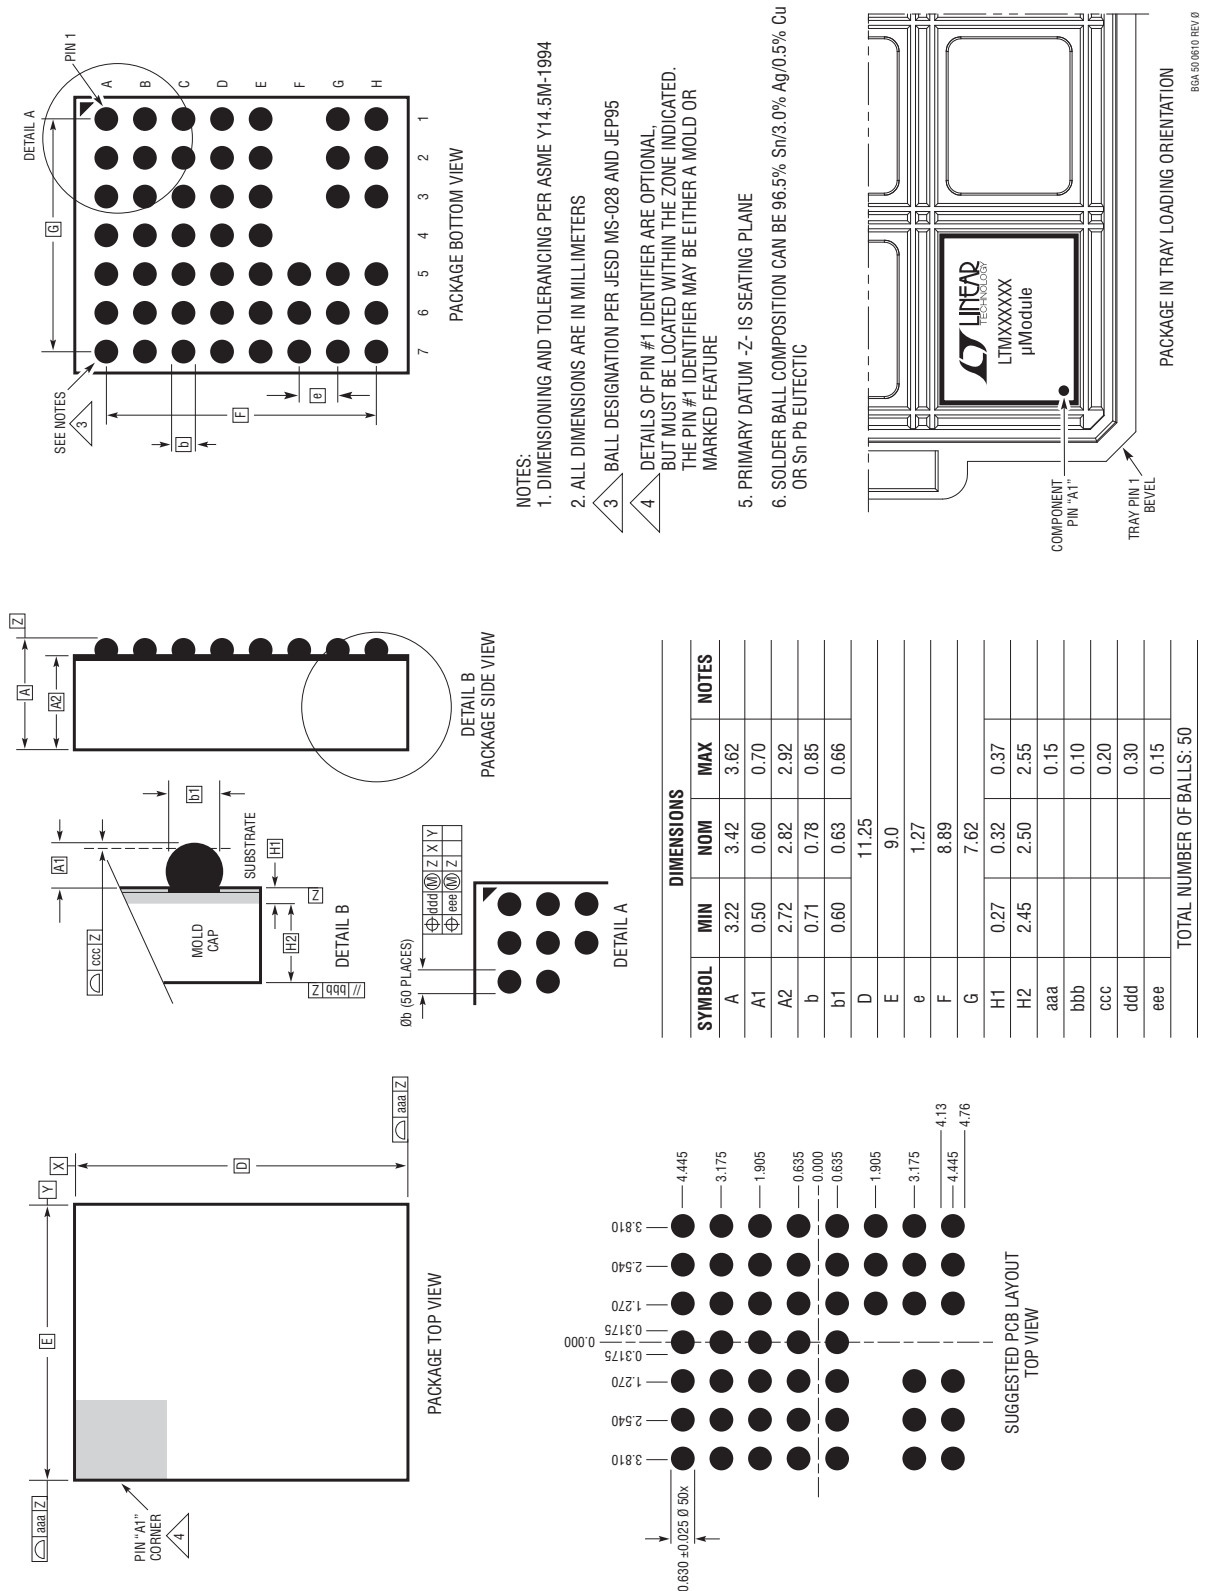 aaa Z
E
Y
X
PIN “A1”
CORNER
4
D
aaa Z
PACKAGE TOP VIEW
ccc Z
A1
b1
MOLD
CAP
SUBSTRATE
H1
Z
H2
// bbb Z
DETAIL B
Øb (50 PLACES)
ddd M Z X Y
eee M Z
DETAIL A
A
A2
Z
DETAIL B
PACKAGE SIDE VIEW
DETAIL A
PIN 1
G
SEE NOTES
3
F
b
e
A
B
C
D
E
F
G
H
7 6 5 4 3 2 1
PACKAGE BOTTOM VIEW
0.630 ±0.025 Ø 50x
3.810
2.540
1.270
0.3175
0.000
0.3175
1.270
2.540
3.810
4.445
3.175
1.905
0.635
0.000
0.635
1.905
3.175
4.13
4.445
4.76
SUGGESTED PCB LAYOUT
TOP VIEW
DIMENSIONS
SYMBOL MIN NOM MAX NOTES
A 3.22 3.42 3.62
A1 0.50 0.60 0.70
A2 2.72 2.82 2.92
b 0.71 0.78 0.85
b1 0.60 0.63 0.66
D 11.25
E 9.0
e 1.27
F 8.89
G 7.62
H1 0.27 0.32 0.37
H2 2.45 2.50 2.55
aaa 0.15
bbb 0.10
ccc 0.20
ddd 0.30
eee 0.15
TOTAL NUMBER OF BALLS: 50
NOTES:
1. DIMENSIONING AND TOLERANCING PER ASME Y14.5M-1994
2. ALL DIMENSIONS ARE IN MILLIMETERS
3 BALL DESIGNATION PER JESD MS-028 AND JEP95
4 DETAILS OF PIN #1 IDENTIFIER ARE OPTIONAL,
BUT MUST BE LOCATED WITHIN THE ZONE INDICATED.
THE PIN #1 IDENTIFIER MAY BE EITHER A MOLD OR
MARKED FEATURE
5. PRIMARY DATUM -Z- IS SEATING PLANE
6. SOLDER BALL COMPOSITION CAN BE 96.5% Sn/3.0% Ag/0.5% Cu
OR Sn Pb EUTECTIC
LINEAR
TECHNOLOGY
LTMXXXXXX
µModule
COMPONENT
PIN “A1”
TRAY PIN 1
BEVEL
PACKAGE IN TRAY LOADING ORIENTATION
BGA 50 0610 REV Ø